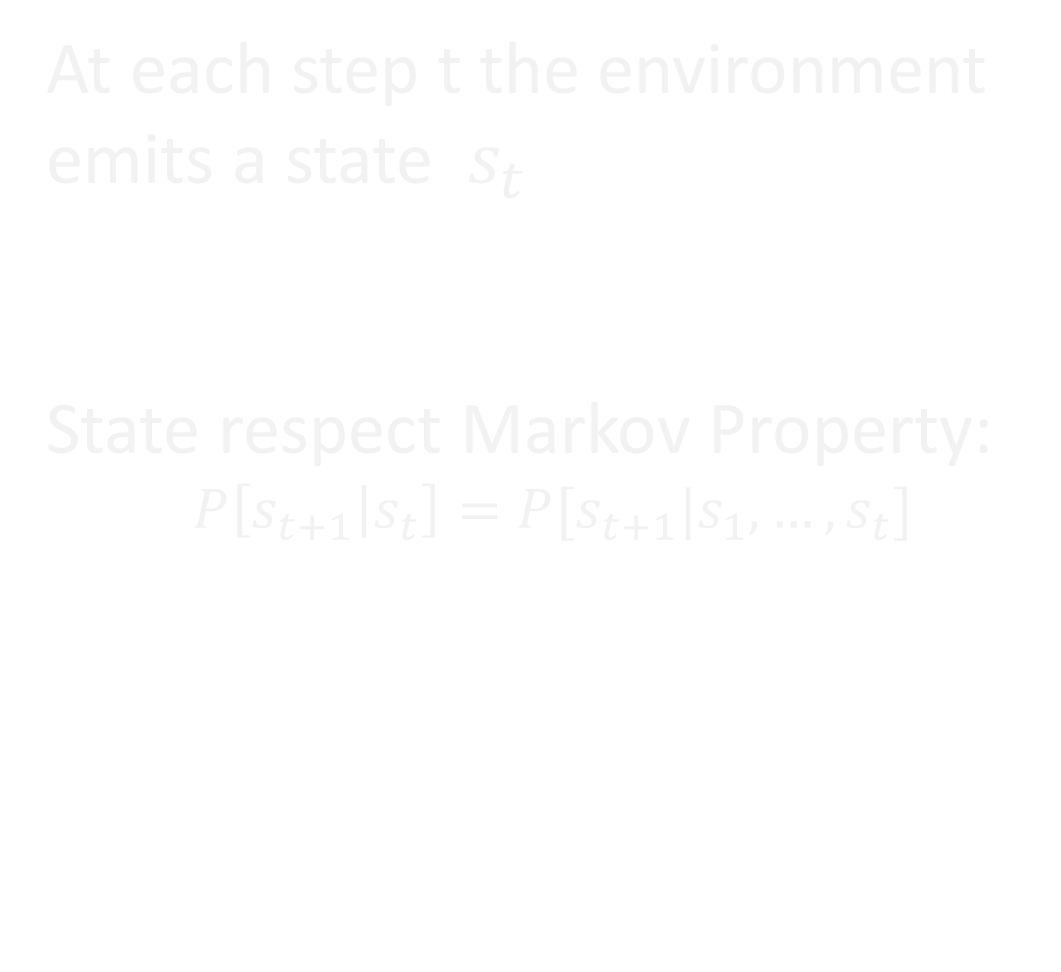 At each step t the environment
emits a state s_t
State respect Markov Property:
P[s_{t+1}|s_t] = P[s_{t+1}|s_1, … , s_t]